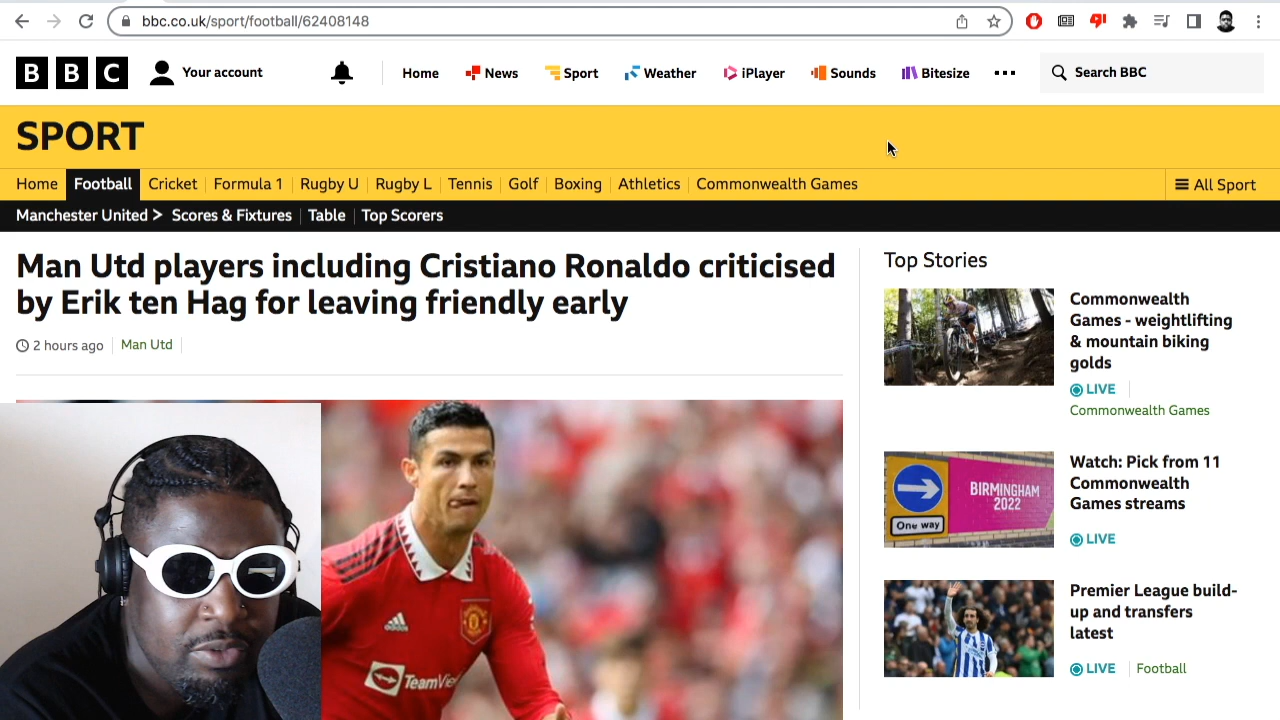 bbc.co.uk/sport/football/62408148
BBC
Your account
Home
News
Sport
Weather
iPlayer
Sounds
Bitesize
Search BBC
SPORT
Home
Football
Cricket
Formula 1
Rugby U
Rugby L
Tennis
Golf
Boxing
Athletics
Commonwealth Games
All Sport
Manchester United >
Scores & Fixtures
Table
Top Scorers
Man Utd players including Cristiano Ronaldo criticised
by Erik ten Hag for leaving friendly early
2 hours ago
Man Utd
adidas
TeamVie
Top Stories
Commonwealth
Games - weightlifting
& mountain biking
golds
LIVE
Commonwealth Games
BIRMINGHAM
2022
One way
Watch: Pick from 11
Commonwealth
Games streams
LIVE
Premier League build-
up and transfers
latest
LIVE
Football